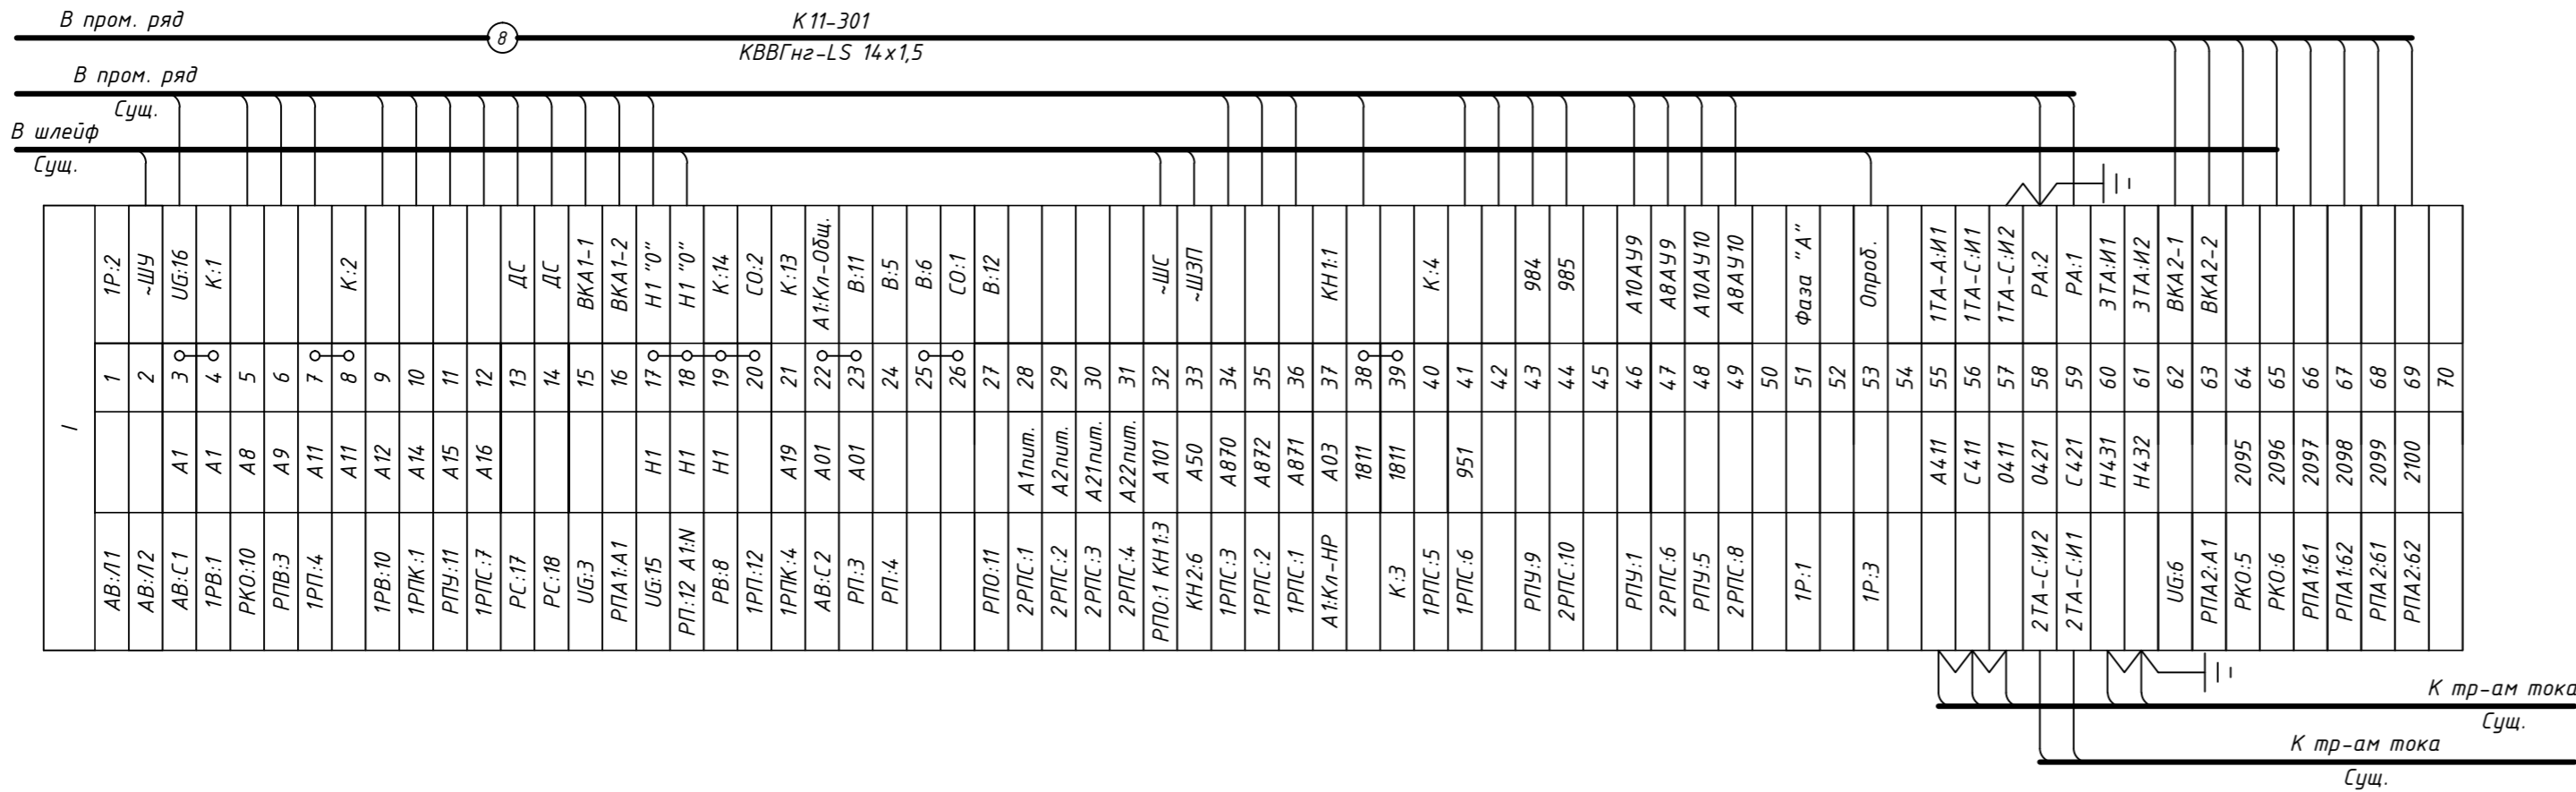 В пром. ряд
8
К11-301
КВВГнг-LS 14х1,5
В пром. ряд
Сущ.
В шлейф
Сущ.
I
1Р:2 ~ШУ UG:16 К:1 К:2 ДС ДС ВКА1-1 ВКА1-2 Н1 "0" Н1 "0" К:14 СО:2 К:13 А1:Кл-Общ. В:11 В:5 В:6 СО:1 В:12 ~ШС ~ШЗП КН1:1 К:4 984 985 А10АУ9 А8АУ9 А10АУ10 А8АУ10 Фаза "А" Опроб. 1ТА-А:И1 1ТА-С:И1 1ТА-С:И2 РА:2 РА:1 3ТА:И1 3ТА:И2 ВКА2-1 ВКА2-2
1 2 3 4 5 6 7 8 9 10 11 12 13 14 15 16 17 18 19 20 21 22 23 24 25 26 27 28 29 30 31 32 33 34 35 36 37 38 39 40 41 42 43 44 45 46 47 48 49 50 51 52 53 54 55 56 57 58 59 60 61 62 63 64 65 66 67 68 69 70
А1 А1 А8 А9 А11 А11 А12 А14 А15 А16 Н1 Н1 Н1 А19 А01 А01 А1пит. А2пит. А21пит. А22пит. А101 А50 А870 А872 А871 А03 1811 1811 951 А411 С411 0411 0421 С421 Н431 Н432 2095 2096 2097 2098 2099 2100
АВ:Л1 АВ:Л2 АВ:С1 1РВ:1 РКО:10 РПВ:3 1РП:4 1РВ:10 1РПК:1 РПУ:11 1РПС:7 РС:17 РС:18 UG:3 РПА1:А1 UG:15 РП:12 А1:N РВ:8 1РП:12 1РПК:4 АВ:С2 РП:3 РП:4 РПО:11 2РПС:1 2РПС:2 2РПС:3 2РПС:4 РПО:1 КН1:3 КН2:6 1РПС:3 1РПС:2 1РПС:1 А1:Кл-НР К:3 1РПС:5 1РПС:6 РПУ:9 2РПС:10 РПУ:1 2РПС:6 РПУ:5 2РПС:8 1Р:1 1Р:3 2ТА-С:И2 2ТА-С:И1 UG:6 РПА2:А1 РКО:5 РКО:6 РПА1:61 РПА1:62 РПА2:61 РПА2:62
К тр-ам тока
Сущ.
К тр-ам тока
Сущ.